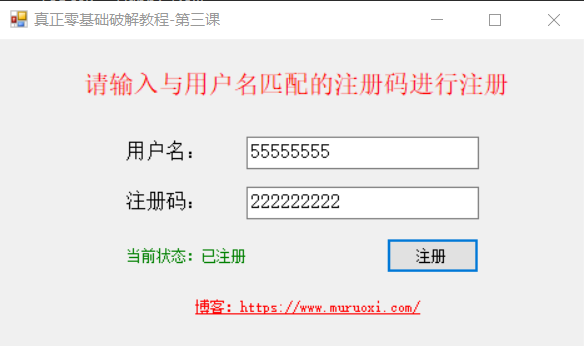 真正零基础破解教程-第三课
请输入与用户名匹配的注册码进行注册
用户名： 55555555
注册码： 222222222
当前状态：已注册 注册
博客：https://www.muruoxi.com/